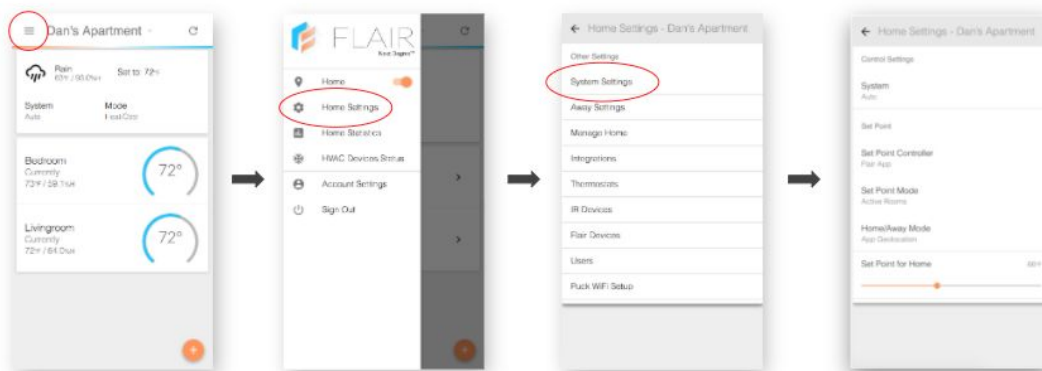 Dan's Apartment
Rain
Set to: 72°F
System
Mode
Auto
Bedroom
Currently
72°
Livingroom
Currently
72°
+
FLAIR
Home
Home Settings
Home Statistics
HVAC Devices Status
Account Settings
Sign Out
+
Home Settings - Dan's Apartment
Other Settings
System Settings
Away Settings
Manage Home
Integrations
Thermostats
IR Devices
Flair Devices
Users
Puck WiFi Setup
Home Settings - Dan's Apartment
Control Settings
System
Auto
Set Point
Set Point Controller
Flair App
Set Point Mode
Active Rooms
Home/Away Mode
App Geolocation
Set Point for Home